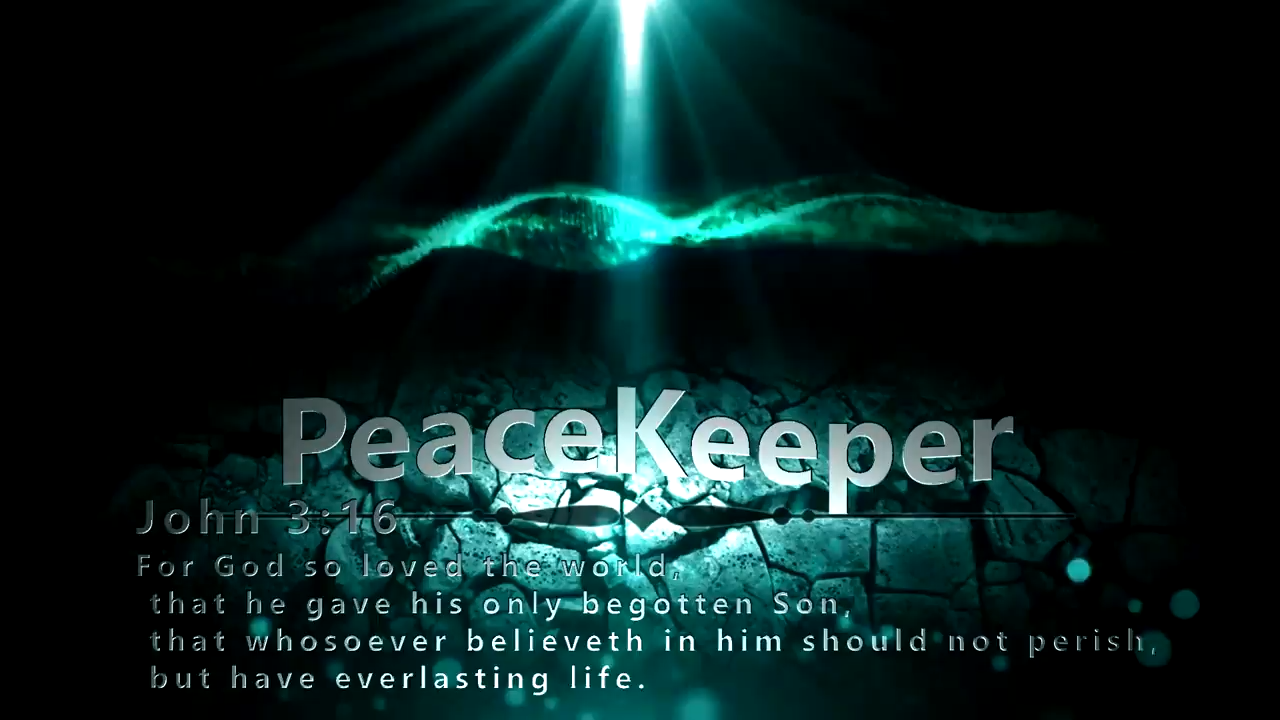 PeaceKeeper
John 3:16
For God so loved the world,
that he gave his only begotten Son,
that whosoever believeth in him should not perish,
but have everlasting life.